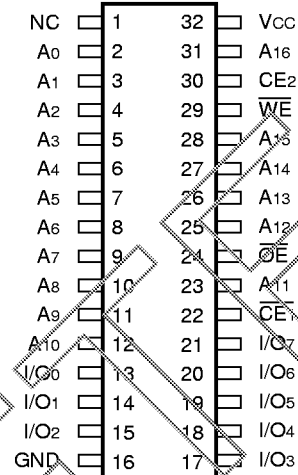 NC 1 32 VCC
A0 2 31 A16
A1 3 30 CE2
A2 4 29 W̅E̅
A3 5 28 A15
A4 6 27 A14
A5 7 26 A13
A6 8 25 A12
A7 9 24 O̅E̅
A8 10 23 A11
A9 11 22 C̅E̅1
A10 12 21 I/O7
I/O0 13 20 I/O6
I/O1 14 19 I/O5
I/O2 15 18 I/O4
GND 16 17 I/O3